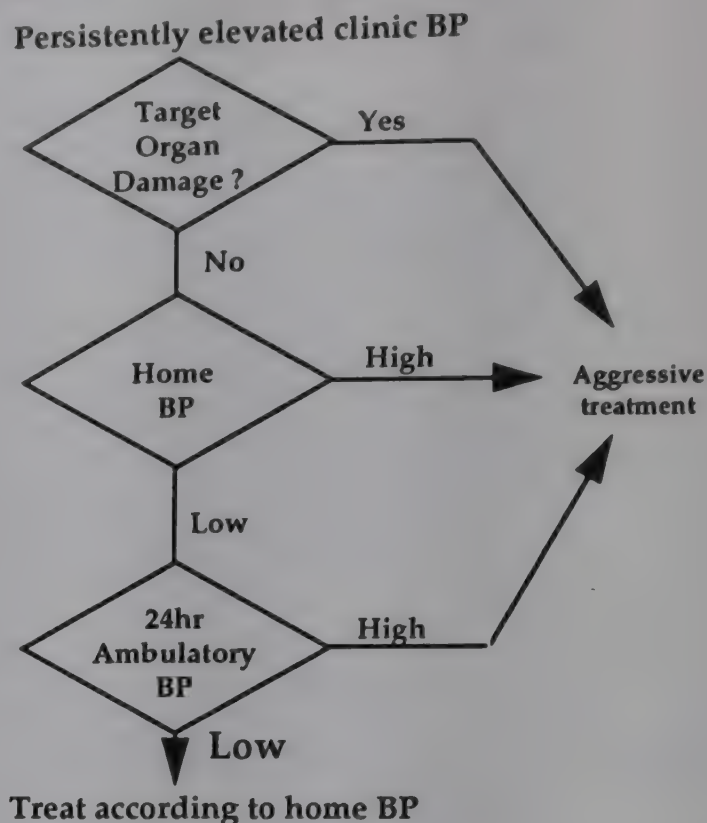 Persistently elevated clinic BP
Target
Organ
Damage ?
Yes
No
Home
BP
High
Aggressive
treatment
Low
24hr
Ambulatory
BP
High
Low
Treat according to home BP